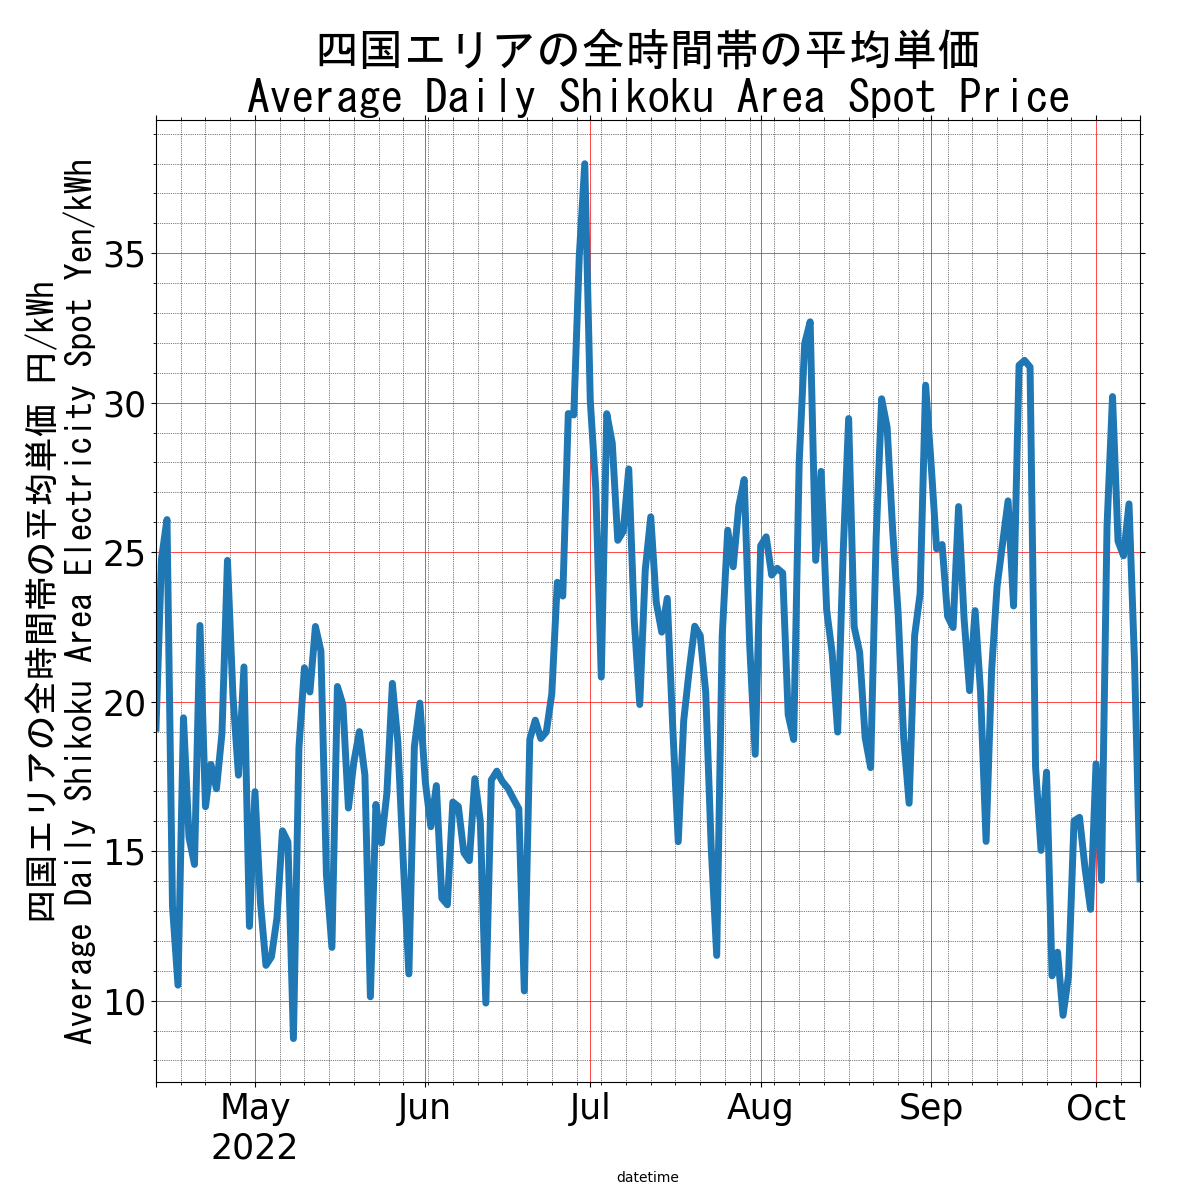 四国エリアの全時間帯の平均単価
Average Daily Shikoku Area Spot Price
四国エリアの全時間帯の平均単価 円/kWh
Average Daily Shikoku Area Electricity Spot Yen/kWh
35
30
25
20
15
10
May
2022
Jun
Jul
Aug
Sep
Oct
datetime